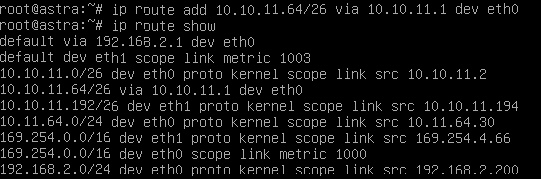 root@astra:~# ip route add 10.10.11.64/26 via 10.10.11.1 dev eth0
root@astra:~# ip route show
default via 192.168.2.1 dev eth0
default dev eth1 scope link metric 1003
10.10.11.0/26 dev eth0 proto kernel scope link src 10.10.11.2
10.10.11.64/26 via 10.10.11.1 dev eth0
10.10.11.192/26 dev eth1 proto kernel scope link src 10.10.11.194
10.11.64.0/24 dev eth0 proto kernel scope link src 10.11.64.30
169.254.0.0/16 dev eth1 proto kernel scope link src 169.254.4.66
169.254.0.0/16 dev eth0 scope link metric 1000
192.168.2.0/24 dev eth0 proto kernel scope link src 192.168.2.200